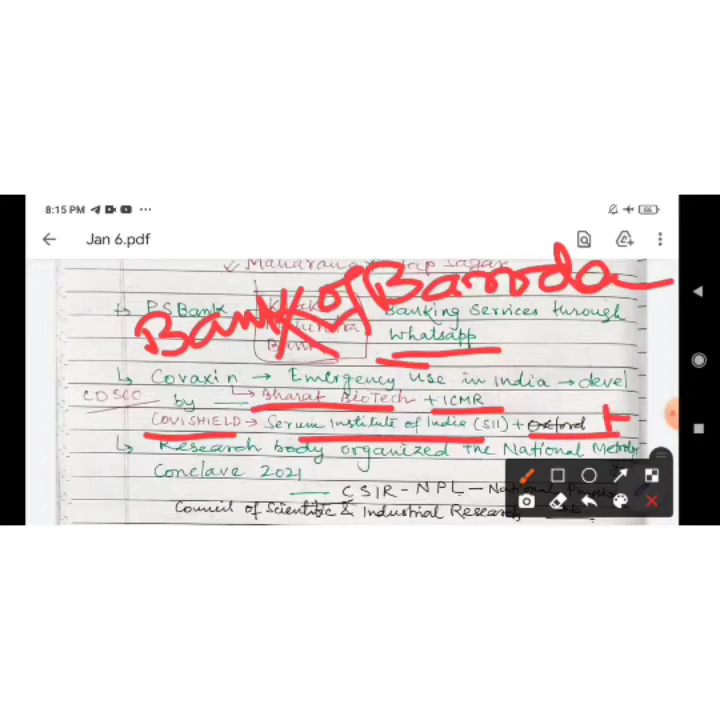 8:15 PM
66
Jan 6.pdf
Sagar
Bank of Baroda
↳ PSBank
Banking Services through
Whatsapp
↳ Covaxin → Emergency Use in India → devel
CDSCO by ↳ Bharat BioTech + ICMR
COVISHIELD → Serum Institute of India (SII) + Oxford
↳ Research body organized the National Metrology
Conclave 2021
— CSIR - NPL - National
Council of Scientific & Industrial Research